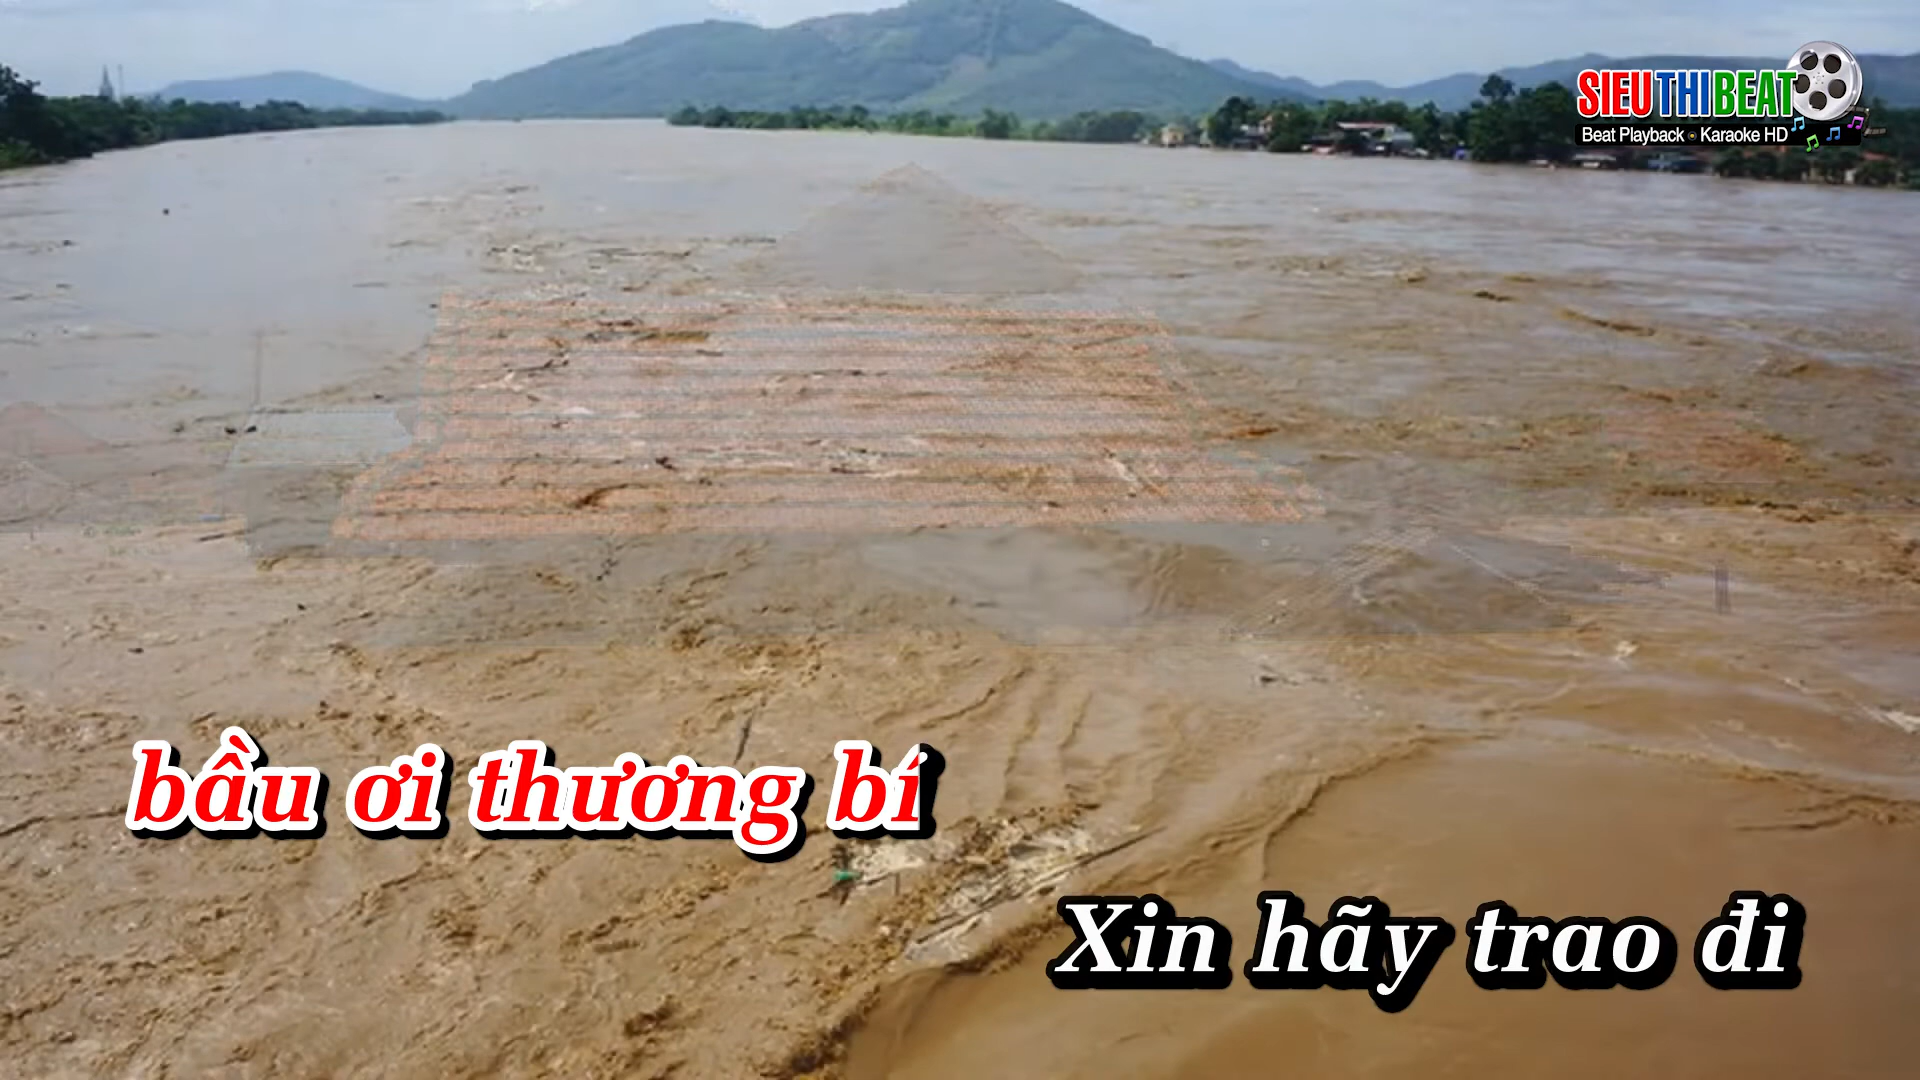 SIEUTHIBEAT
Beat Playback • Karaoke HD
bầu ơi thương bí
Xin hãy trao đi